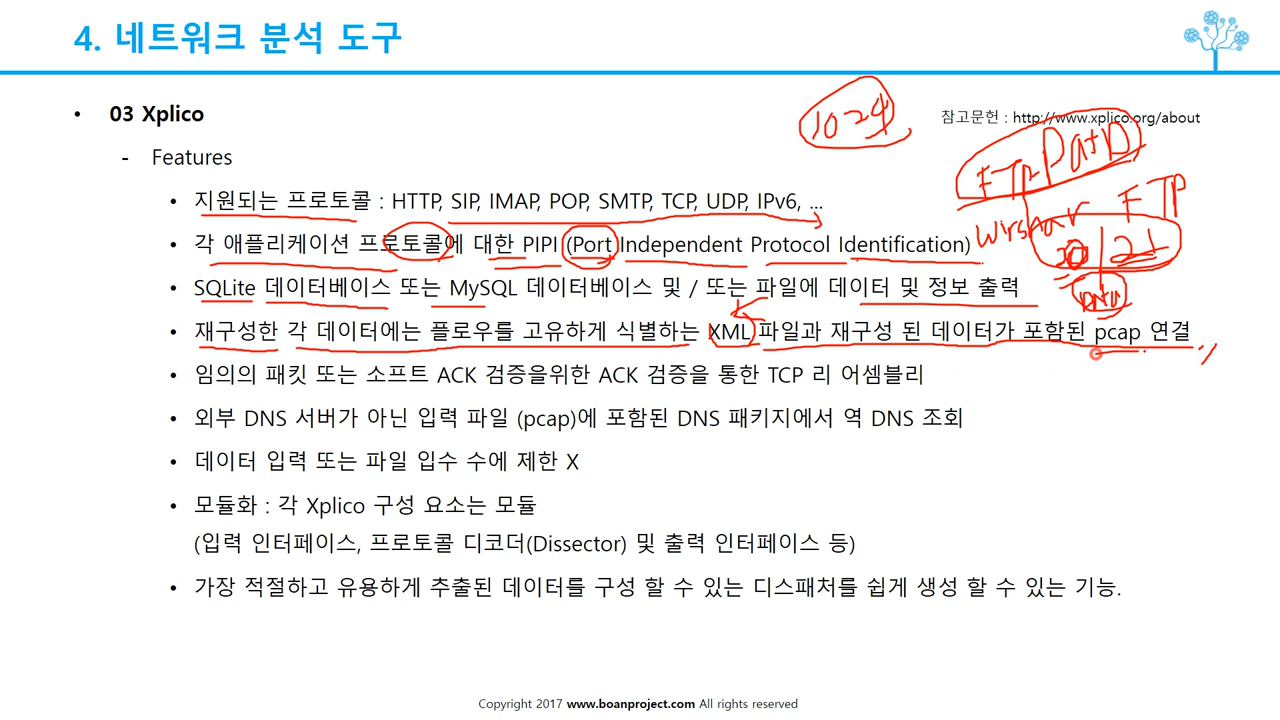 4. 네트워크 분석 도구
• 03 Xplico
1024
참고문헌 : http://www.xplico.org/about
- Features
FTP DATA
• 지원되는 프로토콜 : HTTP, SIP, IMAP, POP, SMTP, TCP, UDP, IPv6, ...
FTP
• 각 애플리케이션 프로토콜에 대한 PIPI (Port Independent Protocol Identification)
20 21
• SQLite 데이터베이스 또는 MySQL 데이터베이스 및 / 또는 파일에 데이터 및 정보 출력
• 재구성한 각 데이터에는 플로우를 고유하게 식별하는 XML 파일과 재구성 된 데이터가 포함된 pcap 연결
• 임의의 패킷 또는 소프트 ACK 검증을위한 ACK 검증을 통한 TCP 리 어셈블리
• 외부 DNS 서버가 아닌 입력 파일 (pcap)에 포함된 DNS 패키지에서 역 DNS 조회
• 데이터 입력 또는 파일 입수 수에 제한 X
• 모듈화 : 각 Xplico 구성 요소는 모듈
(입력 인터페이스, 프로토콜 디코더(Dissector) 및 출력 인터페이스 등)
• 가장 적절하고 유용하게 추출된 데이터를 구성 할 수 있는 디스패처를 쉽게 생성 할 수 있는 기능.
Copyright 2017 www.boanproject.com All rights reserved